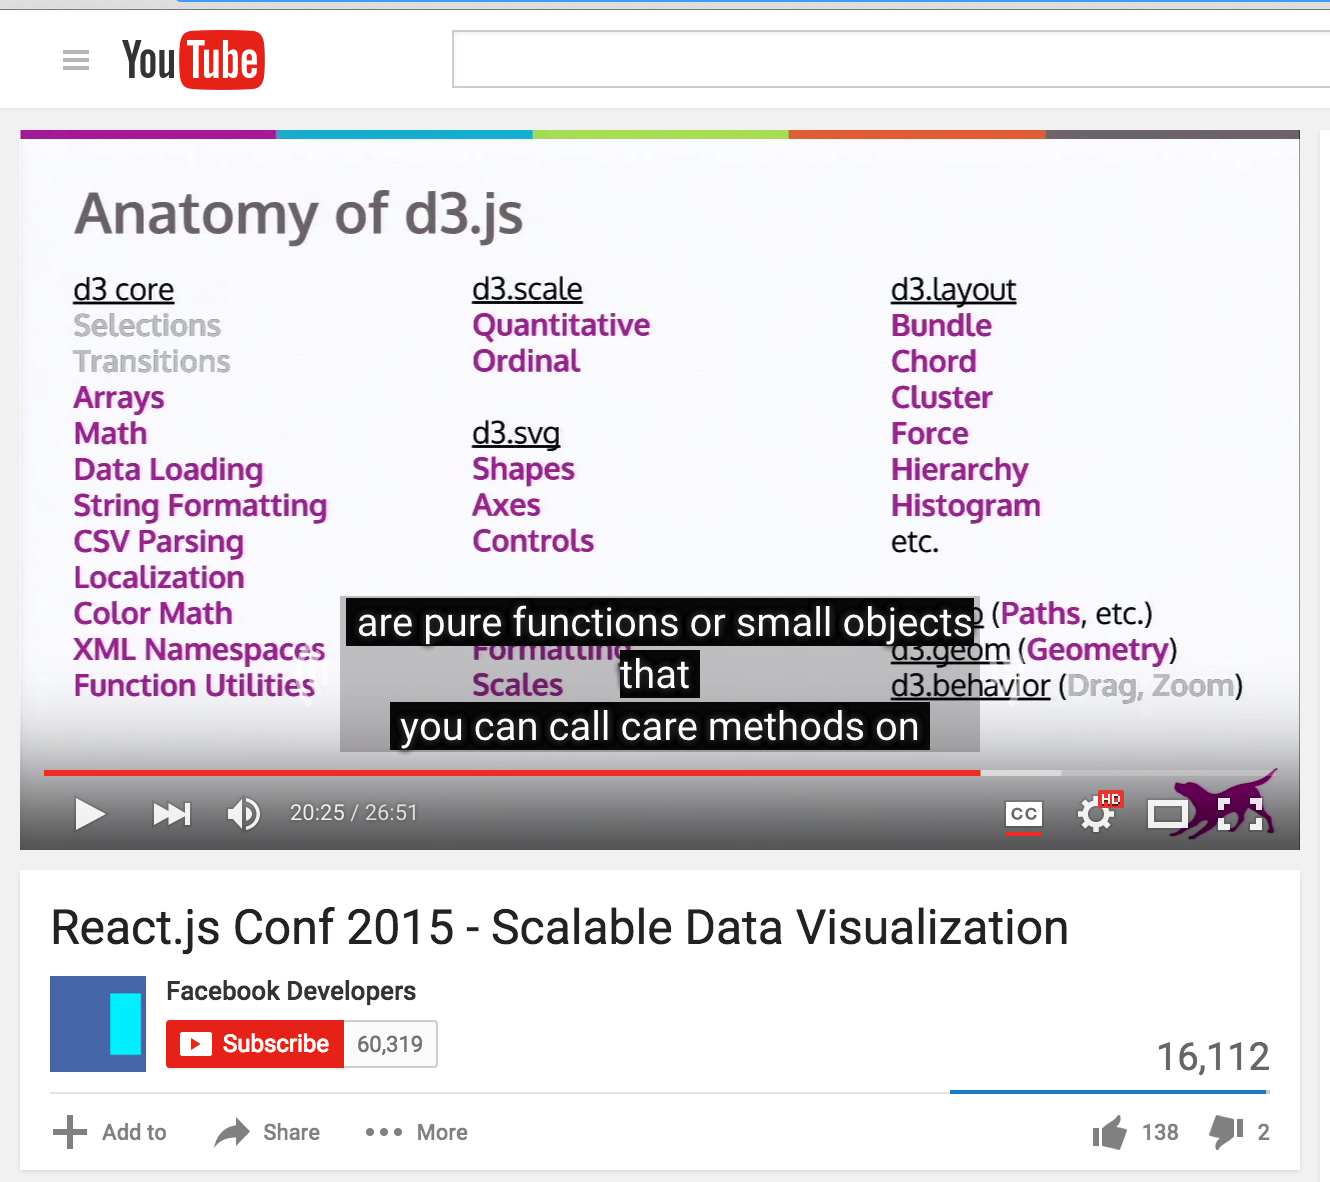 YouTube
Anatomy of d3.js
d3 core
Selections
Transitions
Arrays
Math
Data Loading
String Formatting
CSV Parsing
Localization
Color Math
XML Namespaces
Function Utilities
d3.scale
Quantitative
Ordinal
d3.svg
Shapes
Axes
Controls
Formatting
Scales
d3.layout
Bundle
Chord
Cluster
Force
Hierarchy
Histogram
etc.
(Paths, etc.)
d3.geom (Geometry)
d3.behavior (Drag, Zoom)
are pure functions or small objects
that
you can call care methods on
20:25 / 26:51
CC
HD
React.js Conf 2015 - Scalable Data Visualization
Facebook Developers
Subscribe 60,319
16,112
Add to Share More 138 2